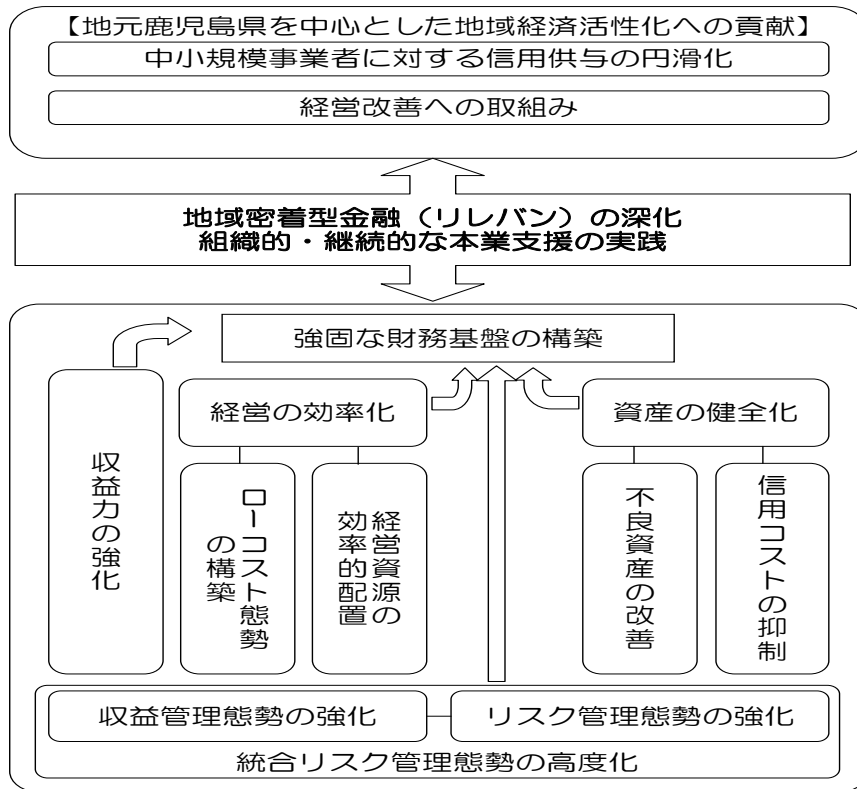 【地元鹿児島県を中心とした地域経済活性化への貢献】
中小規模事業者に対する信用供与の円滑化
経営改善への取組み
地域密着型金融（リレバン）の深化
組織的・継続的な本業支援の実践
強固な財務基盤の構築
経営の効率化
資産の健全化
収益力の強化
ローコスト態勢
の構築
経営資源の
効率的配置
不良資産の改善
信用コストの抑制
収益管理態勢の強化
リスク管理態勢の強化
統合リスク管理態勢の高度化